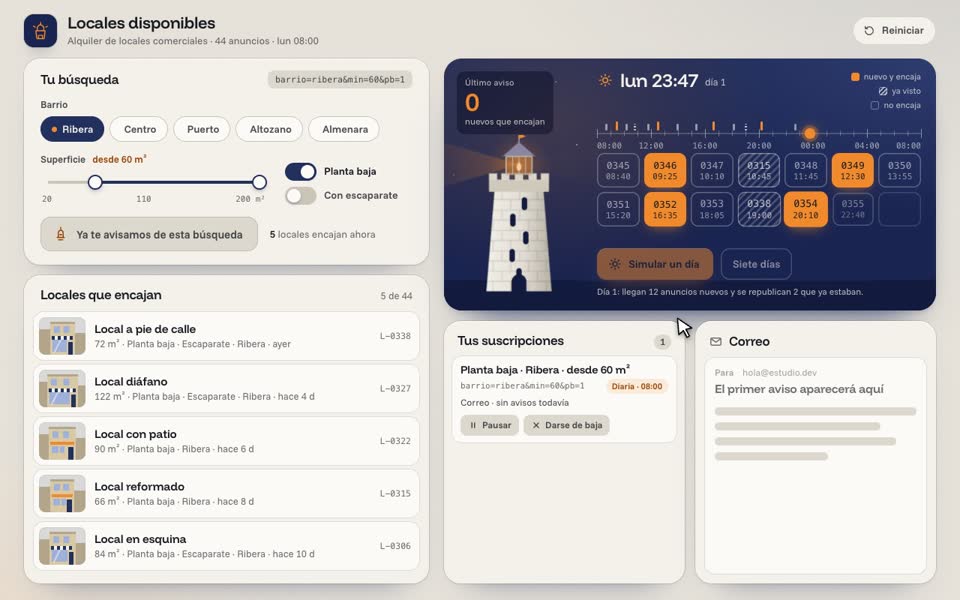 Locales disponibles
Alquiler de locales comerciales · 44 anuncios · lun 08:00
Reiniciar
Tu búsqueda
barrio=ribera&min=60&pb=1
Barrio
Ribera
Centro
Puerto
Altozano
Almenara
Superficie desde 60 m²
20
110
200 m²
Planta baja
Con escaparate
Ya te avisamos de esta búsqueda
5 locales encajan ahora
Locales que encajan
5 de 44
Local a pie de calle
72 m² · Planta baja · Escaparate · Ribera · ayer
L-0338
Local diáfano
122 m² · Planta baja · Escaparate · Ribera · hace 4 d
L-0327
Local con patio
90 m² · Planta baja · Ribera · hace 6 d
L-0322
Local reformado
66 m² · Planta baja · Ribera · hace 8 d
L-0315
Local en esquina
84 m² · Planta baja · Escaparate · Ribera · hace 10 d
L-0306
Último aviso
0
nuevos que encajan
lun 23:47 día 1
nuevo y encaja
ya visto
no encaja
08:00 12:00 16:00 20:00 00:00 04:00 08:00
0345 0346 0347 0315 0348 0349 0350
08:40 09:25 10:10 10:45 11:45 12:30 13:55
0351 0352 0353 0338 0354 0355
15:20 16:35 18:05 19:00 20:10 22:40
Simular un día
Siete días
Día 1: llegan 12 anuncios nuevos y se republican 2 que ya estaban.
Tus suscripciones
1
Planta baja · Ribera · desde 60 m²
barrio=ribera&min=60&pb=1
Diaria · 08:00
Correo · sin avisos todavía
Pausar
Darse de baja
Correo
Para hola@estudio.dev
El primer aviso aparecerá aquí